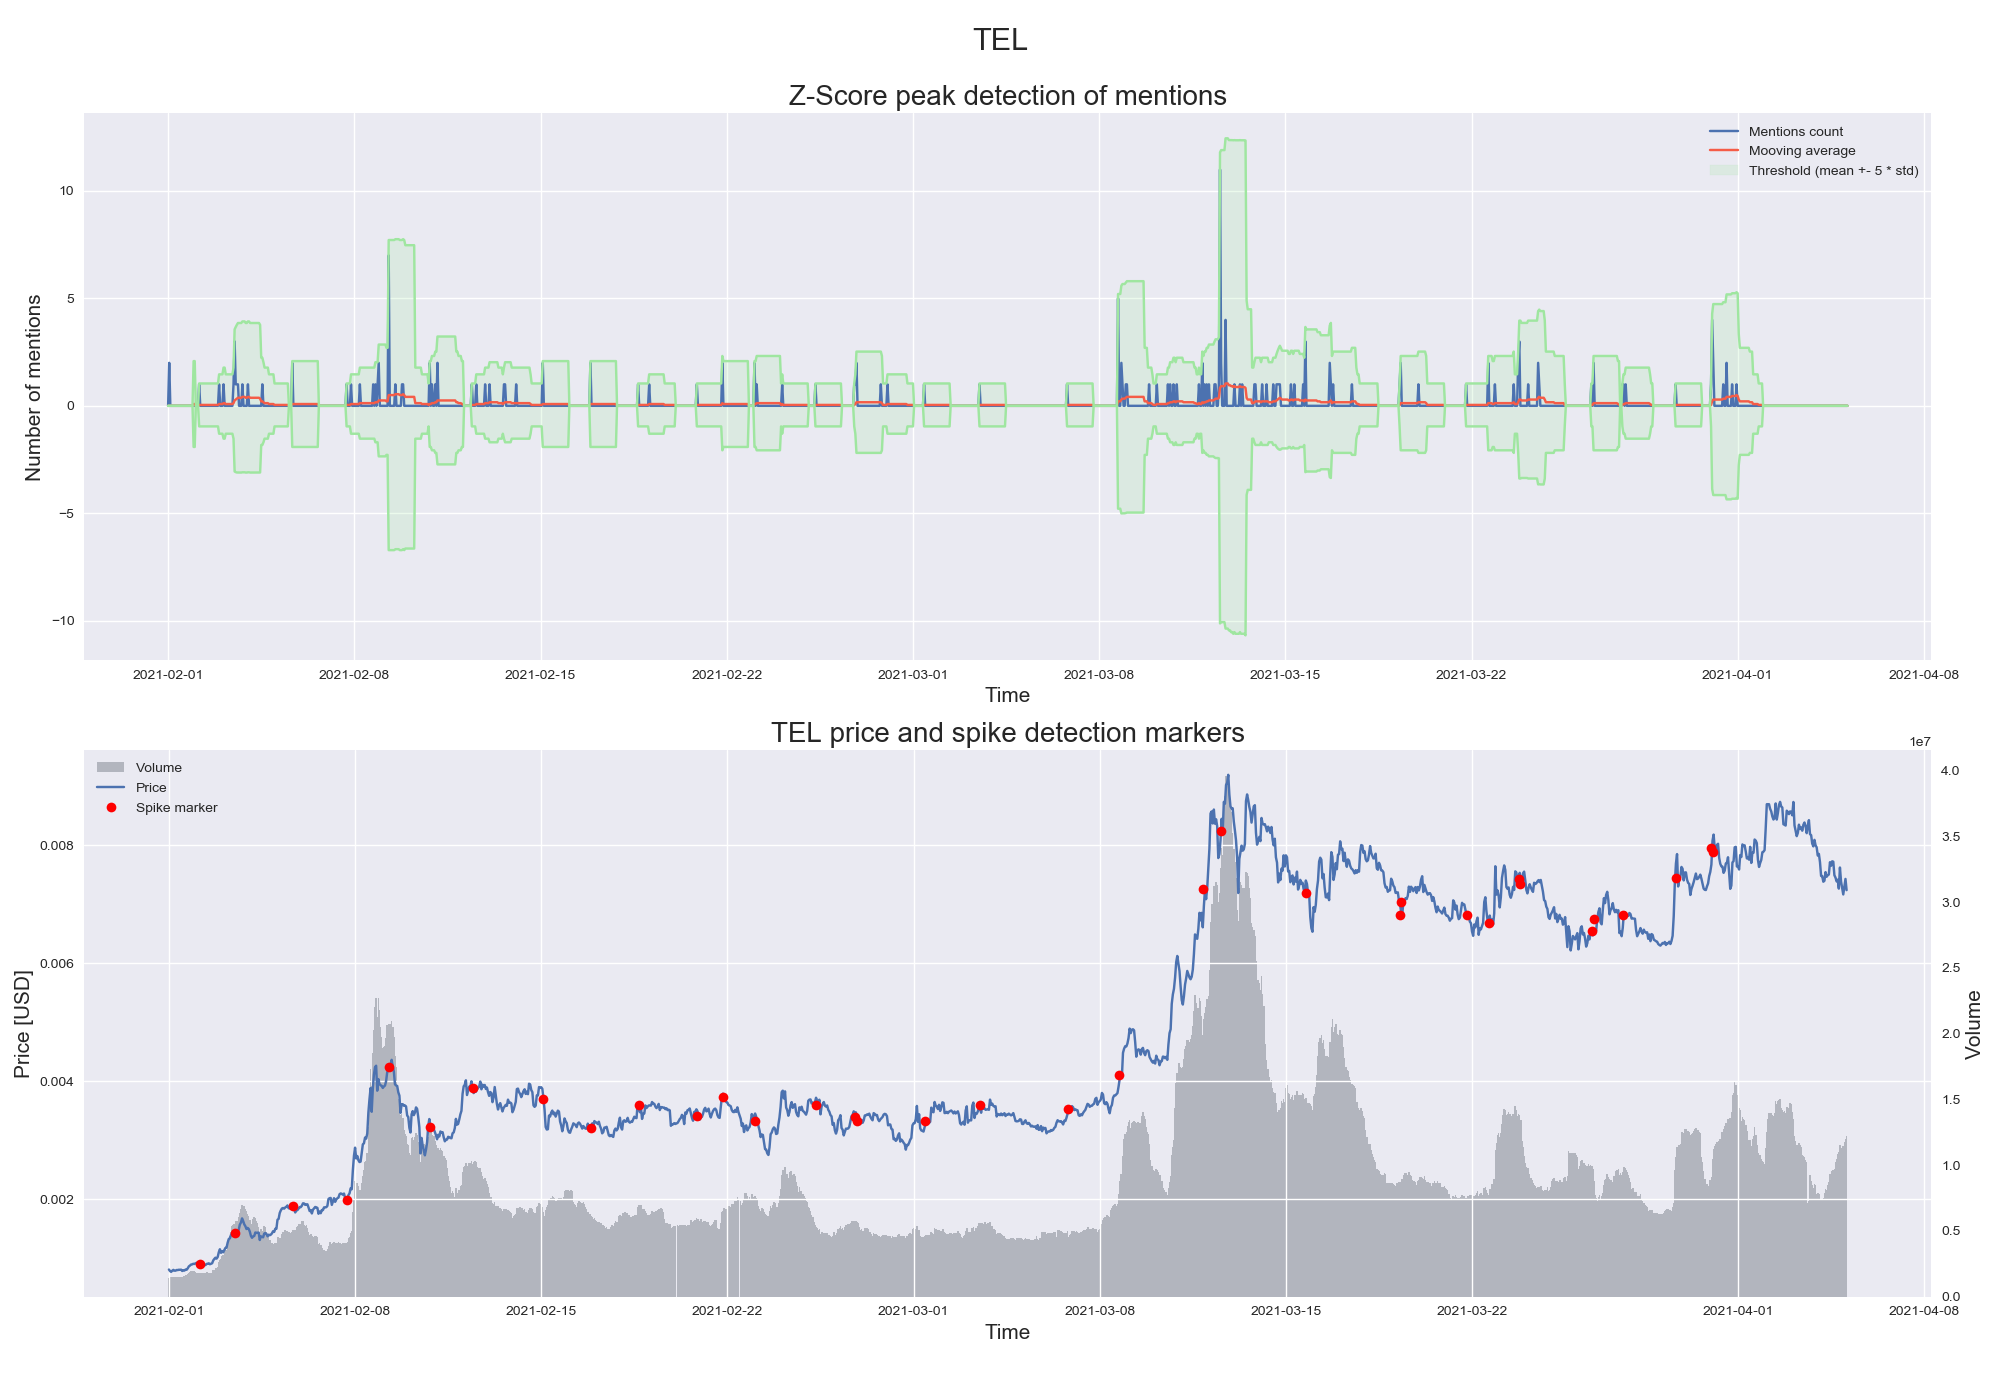 TEL
Z-Score peak detection of mentions
Mentions count
Mooving average
Threshold (mean +- 5 * std)
Number of mentions
10
5
0
−5
−10
2021-02-01 2021-02-08 2021-02-15 2021-02-22 2021-03-01 2021-03-08 2021-03-15 2021-03-22 2021-04-01 2021-04-08
Time
TEL price and spike detection markers
1e7
Volume
Price
Spike marker
Price [USD]
0.008
0.006
0.004
0.002
4.0
3.5
3.0
2.5
2.0
1.5
1.0
0.5
0.0
Volume
2021-02-01 2021-02-08 2021-02-15 2021-02-22 2021-03-01 2021-03-08 2021-03-15 2021-03-22 2021-04-01 2021-04-08
Time